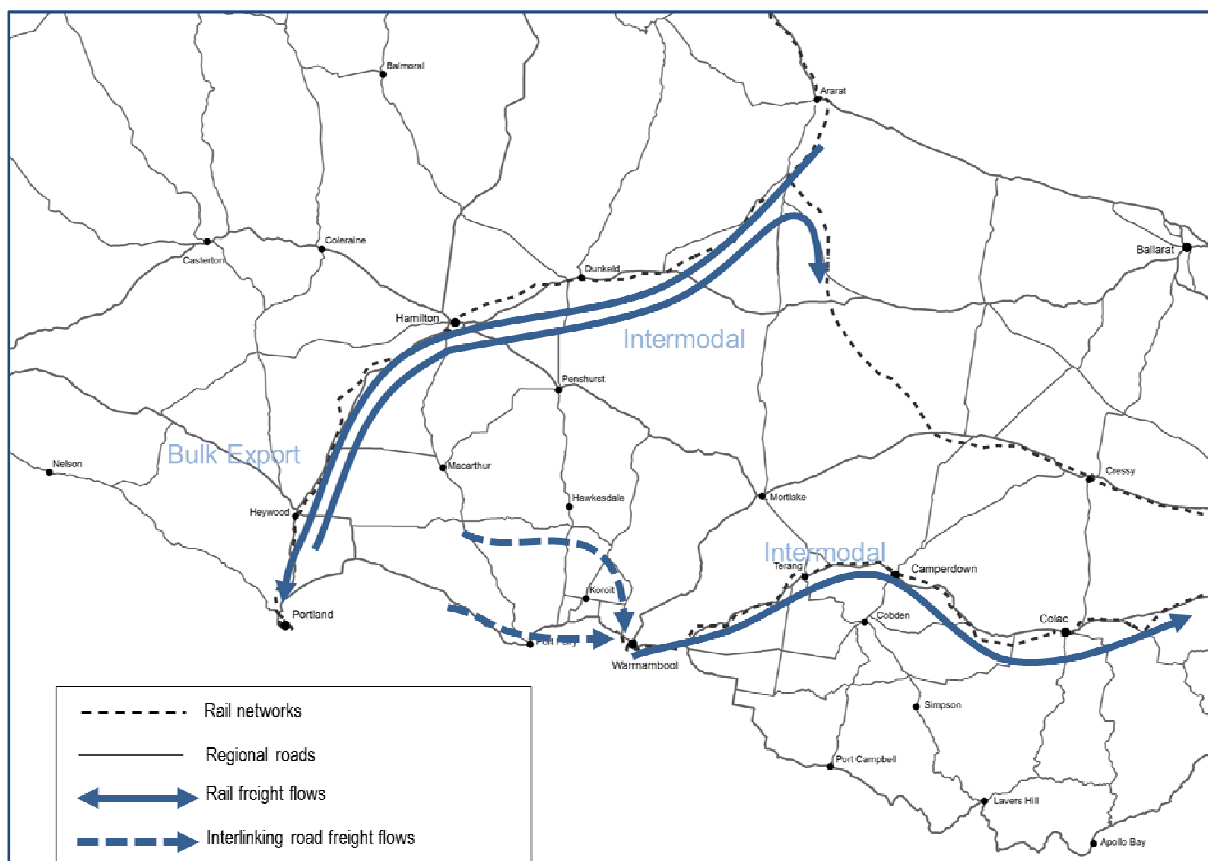 Balmoral
Ararat
Casterton
Coleraine
Ballarat
Dunkeld
Hamilton
Intermodal
Penshurst
Bulk Export
Nelson
Macarthur
Cressy
Mortlake
Hawkesdale
Heywood
Intermodal
Terang
Camperdown
Koroit
Portland
Cobden
Colac
Port Fairy
Warrnambool
Simpson
Port Campbell
Lavers Hill
Apollo Bay
Rail networks
Regional roads
Rail freight flows
Interlinking road freight flows